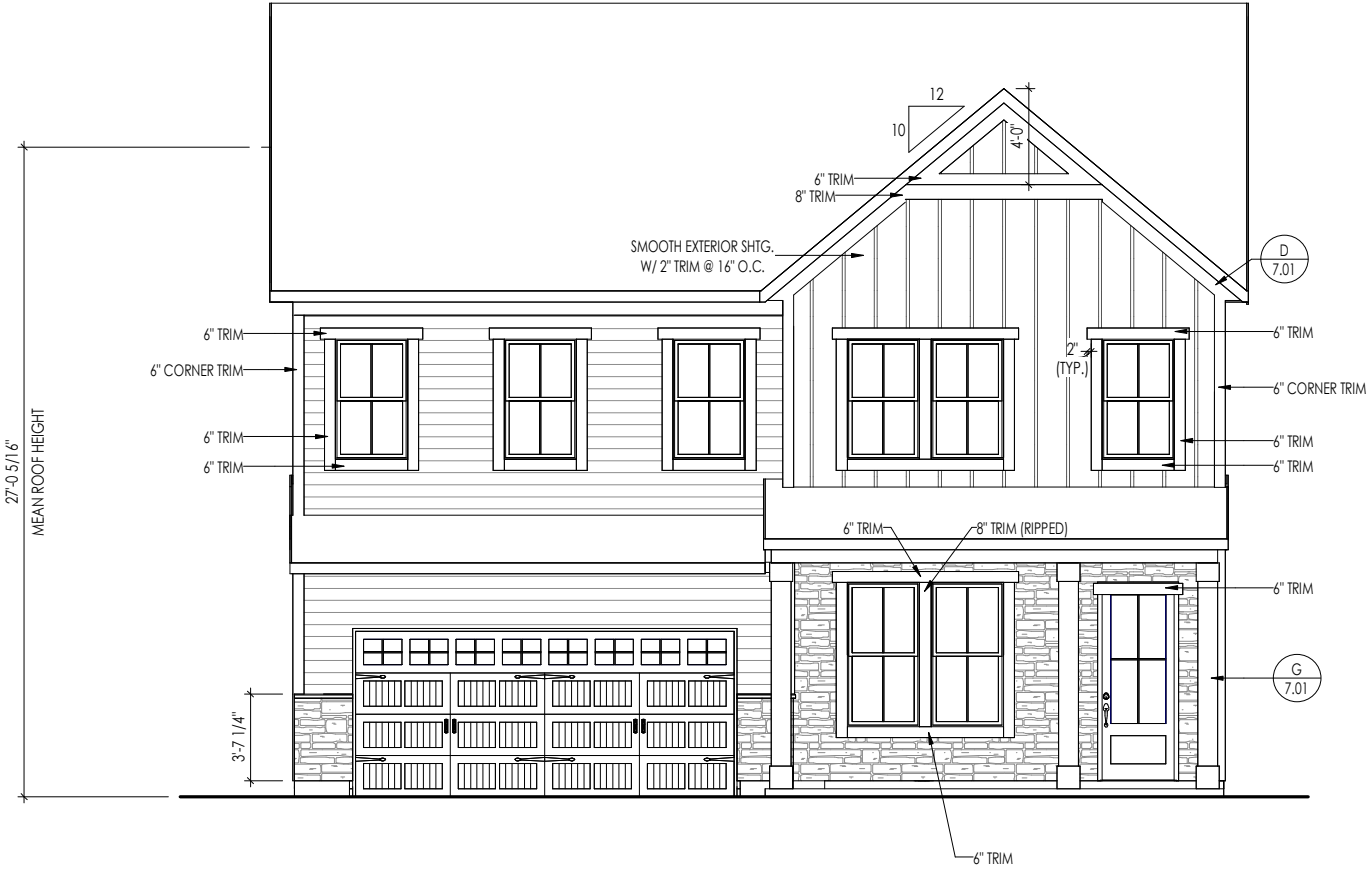 12
10
4'-0"
6" TRIM
8" TRIM
SMOOTH EXTERIOR SHTG.
W/ 2" TRIM @ 16" O.C.
D
7.01
6" TRIM
6" TRIM
2"
(TYP.)
6" CORNER TRIM
6" CORNER TRIM
6" TRIM
6" TRIM
6" TRIM
6" TRIM
27'-0 5/16"
MEAN ROOF HEIGHT
6" TRIM
8" TRIM (RIPPED)
6" TRIM
G
7.01
3'-7 1/4"
6" TRIM